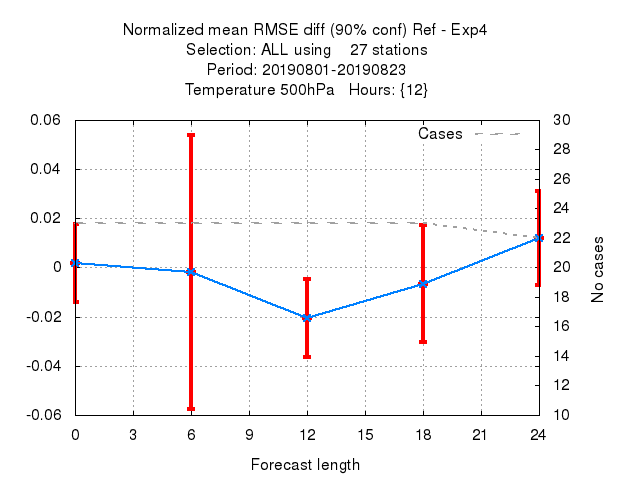 Normalized mean RMSE diff (90% conf) Ref - Exp4
Selection: ALL using    27 stations
Period: 20190801-20190823
Temperature 500hPa   Hours: {12}
Cases
0.06
0.04
0.02
0
-0.02
-0.04
-0.06
30
28
26
24
22
20
18
16
14
12
10
No cases
0 3 6 9 12 15 18 21 24
Forecast length